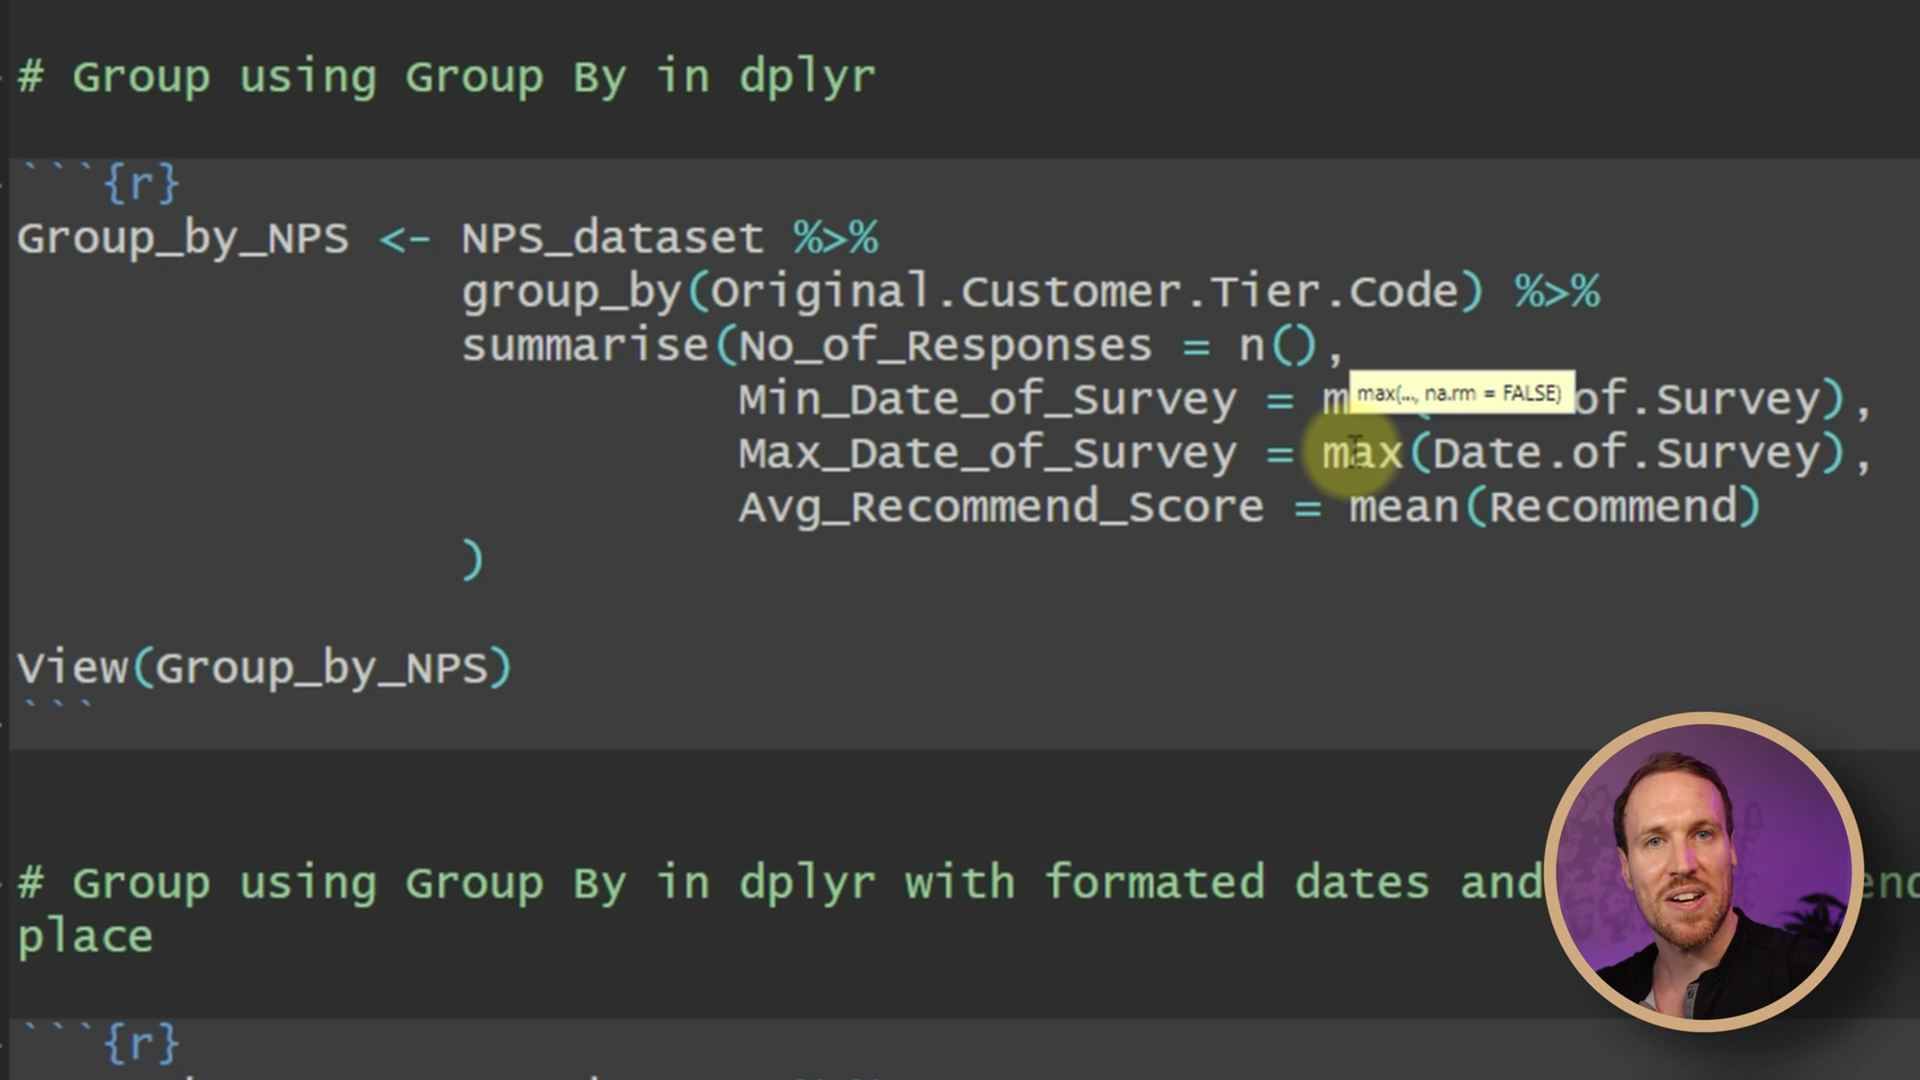 # Group using Group By in dplyr
```{r}
Group_by_NPS <- NPS_dataset %>%
group_by(Original.Customer.Tier.Code) %>%
summarise(No_of_Responses = n(),
max(..., na.rm = FALSE)
Min_Date_of_Survey = m of.Survey),
Max_Date_of_Survey = max(Date.of.Survey),
Avg_Recommend_Score = mean(Recommend)
)
View(Group_by_NPS)
```
# Group using Group By in dplyr with formated dates and
place
```{r}